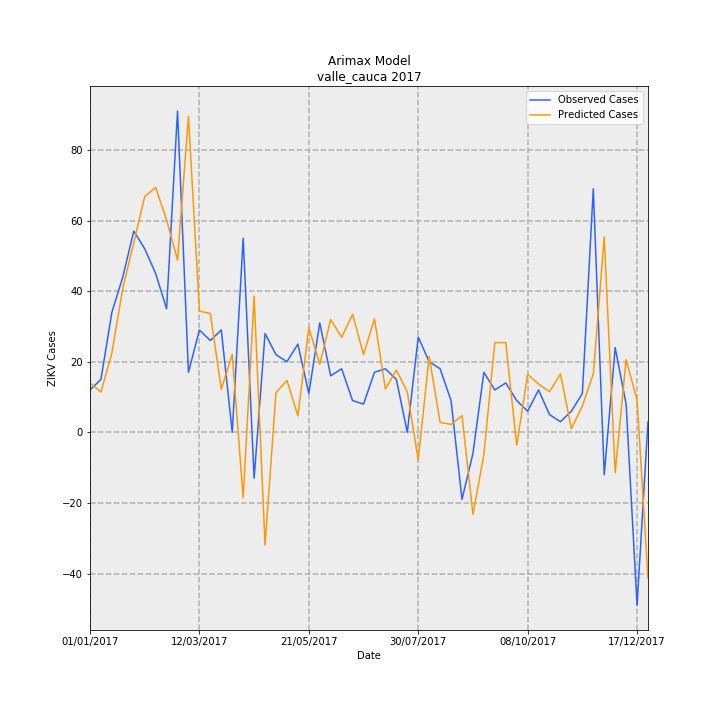 Arimax Model
valle_cauca 2017
Observed Cases
Predicted Cases
ZIKV Cases
80
60
40
20
0
−20
−40
01/01/2017
12/03/2017
21/05/2017
30/07/2017
08/10/2017
17/12/2017
Date